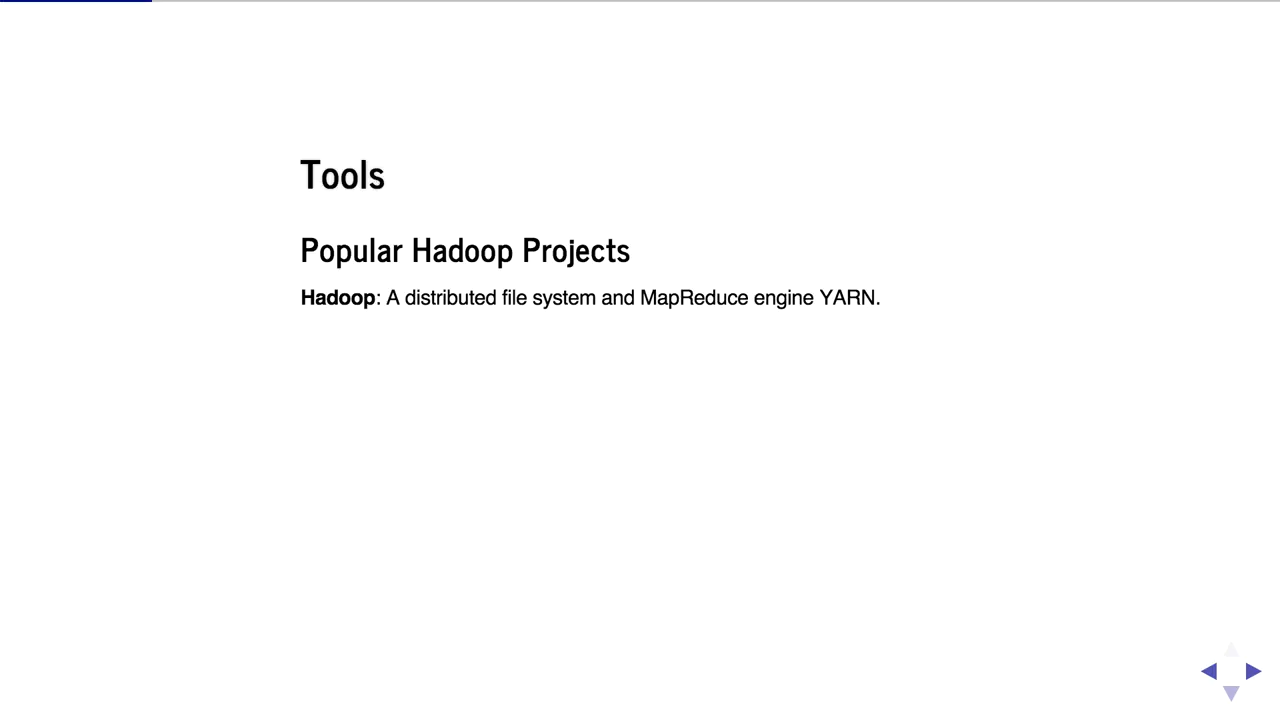 Tools
Popular Hadoop Projects
Hadoop: A distributed file system and MapReduce engine YARN.